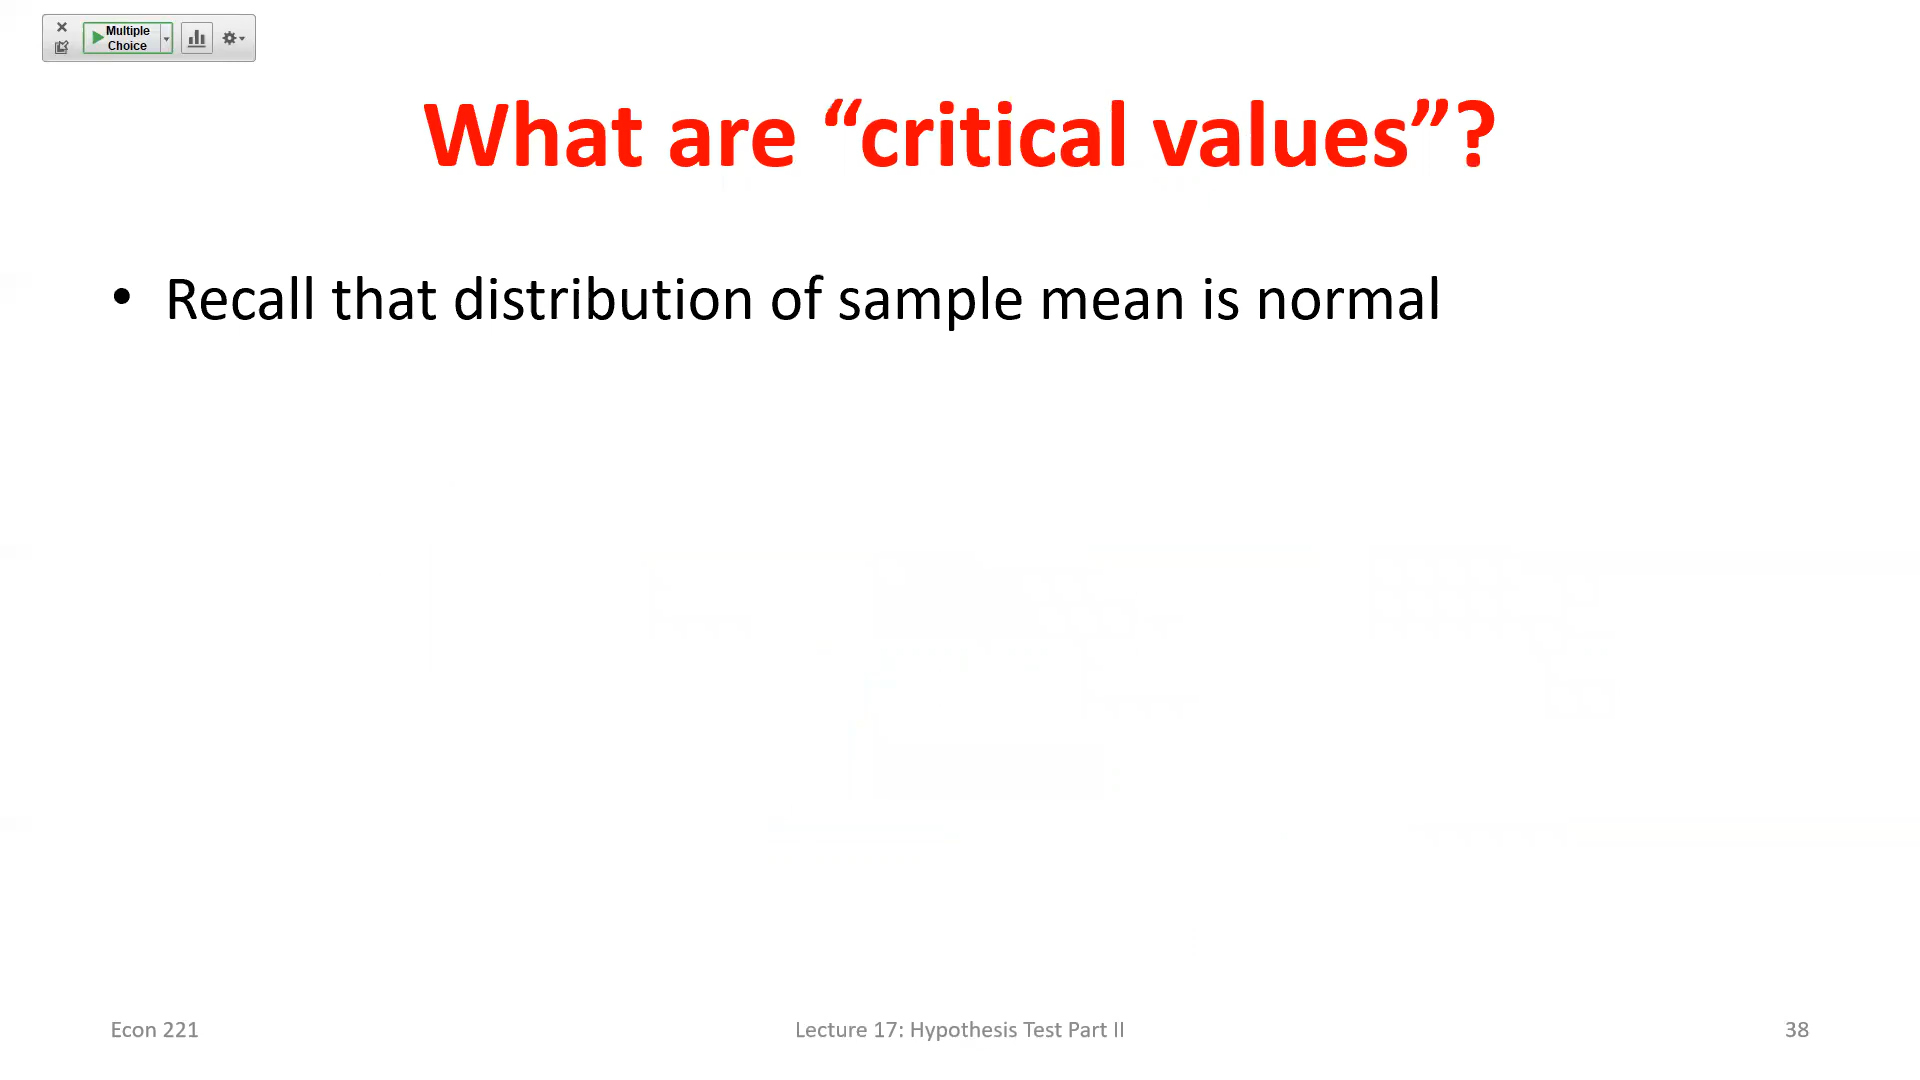 Multiple
Choice
What are “critical values”?
• Recall that distribution of sample mean is normal
Econ 221
Lecture 17: Hypothesis Test Part II
38